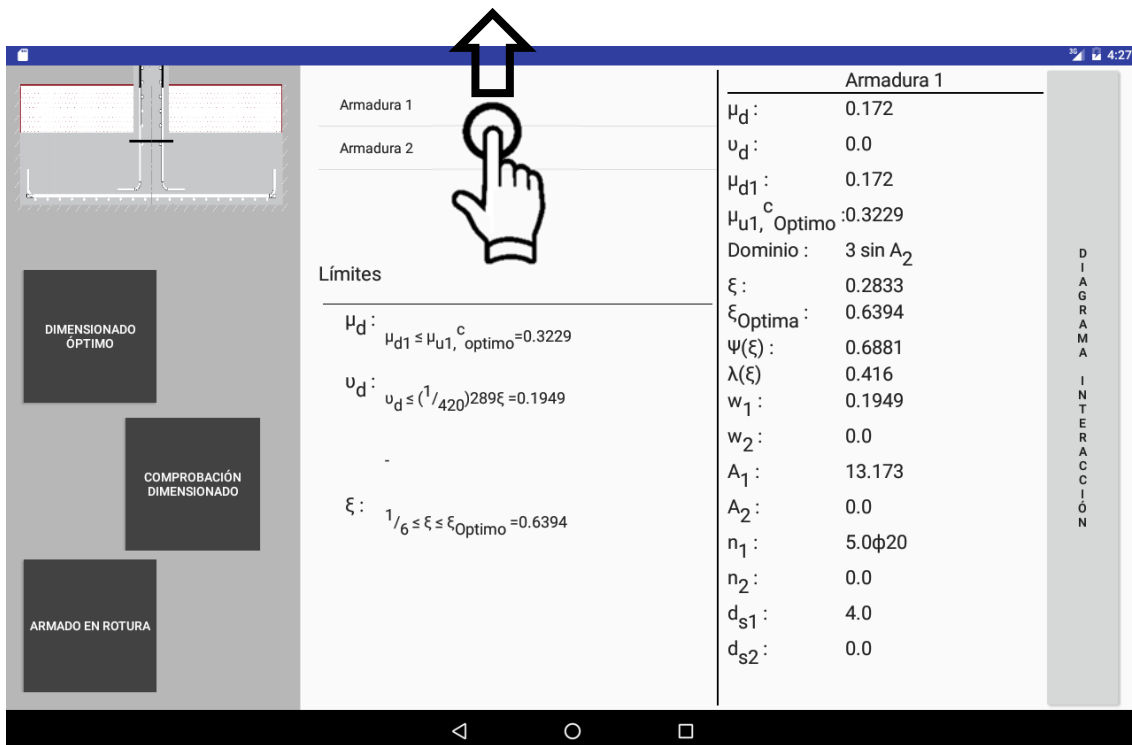 3G 4:27
DIMENSIONADO
ÓPTIMO
COMPROBACIÓN
DIMENSIONADO
ARMADO EN ROTURA
Armadura 1
Armadura 2
Límites
μd : μd1 ≤ μu1,coptimo=0.3229
υd : υd ≤ (1/420)289ξ =0.1949
-
ξ : 1/6 ≤ ξ ≤ ξOptimo =0.6394
Armadura 1
μd : 0.172
υd : 0.0
μd1 : 0.172
μu1,cOptimo :0.3229
Dominio : 3 sin A2
ξ : 0.2833
ξOptima : 0.6394
Ψ(ξ) : 0.6881
λ(ξ) 0.416
w1 : 0.1949
w2 : 0.0
A1 : 13.173
A2 : 0.0
n1 : 5.0ϕ20
n2 : 0.0
ds1 : 4.0
ds2 : 0.0
DIAGRAMA INTERACCIÓN